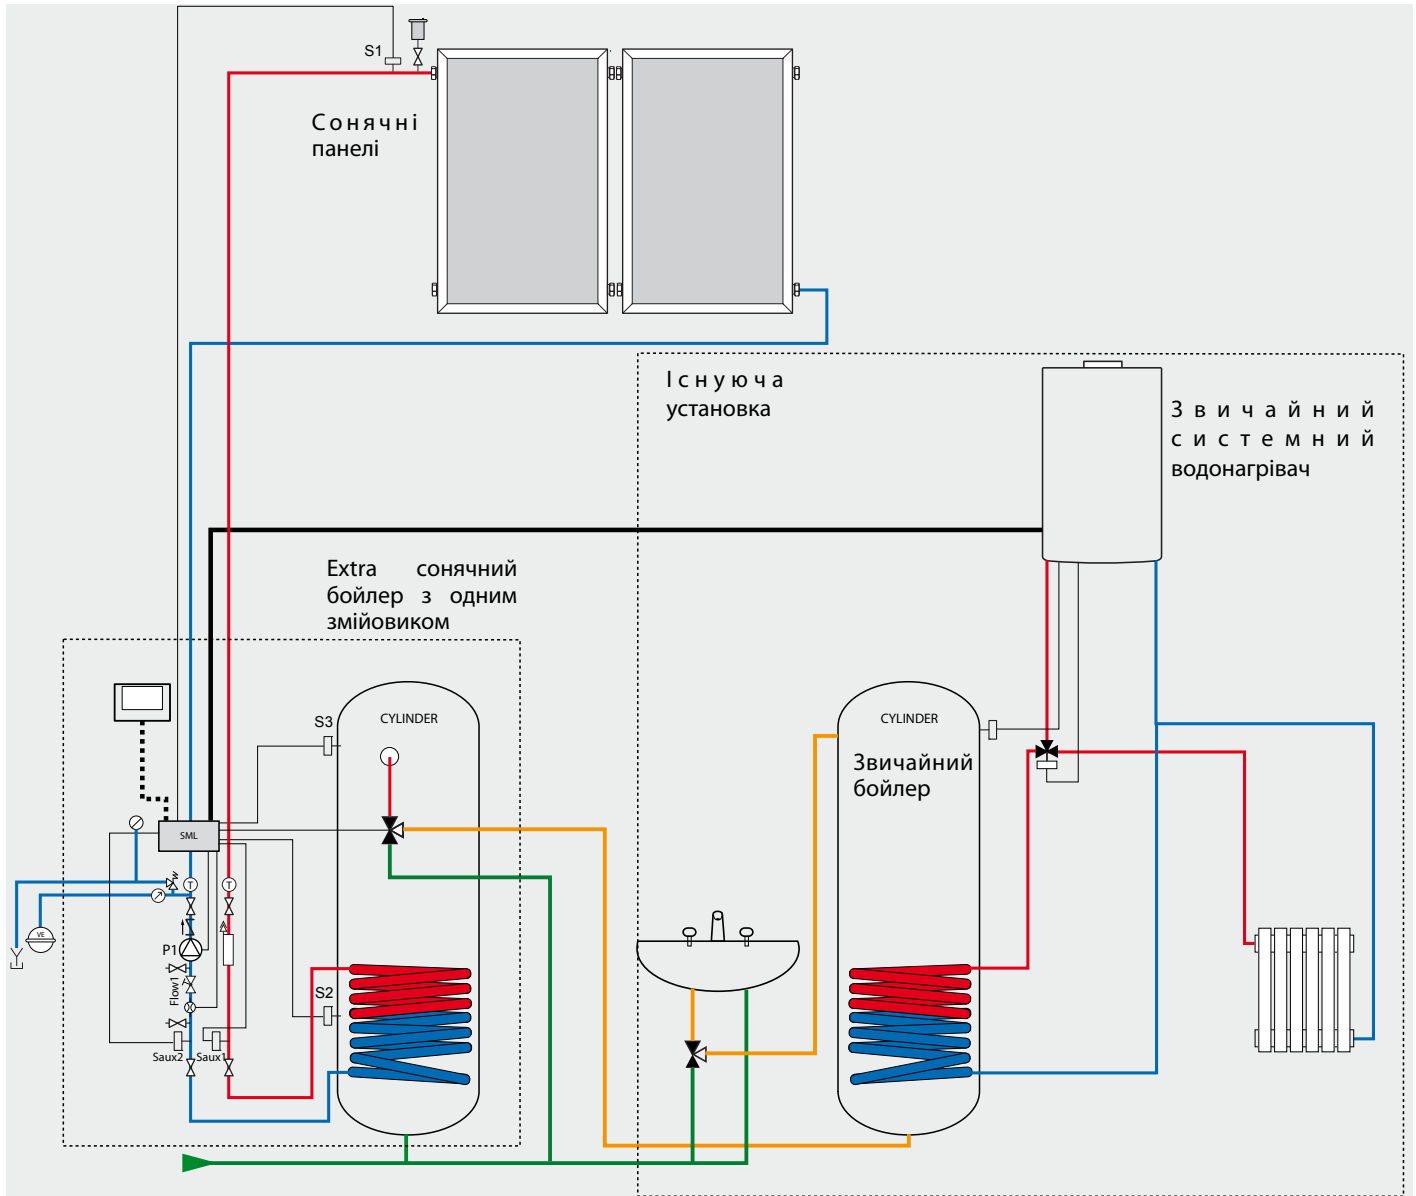 S1
Сонячні
панелі
Існуюча
установка
Звичайний
системний
водонагрівач
Extra сонячний
бойлер з одним
змійовиком
S3
CYLINDER
CYLINDER
Звичайний
бойлер
SML
T
T
VE
P1
Flow1
S2
Saux2
Saux1